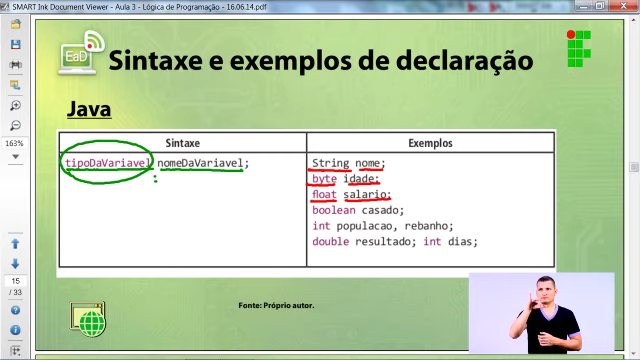 SMART Ink Document Viewer - Aula 3 - Lógica de Programação - 16.06.14.pdf
EaD
Sintaxe e exemplos de declaração
Java
163%
Sintaxe
Exemplos
tipoDaVariavel nomeDaVariavel;
String nome;
byte idade;
float salario;
boolean casado;
int populacao, rebanho;
double resultado; int dias;
15
/ 33
Fonte: Próprio autor.